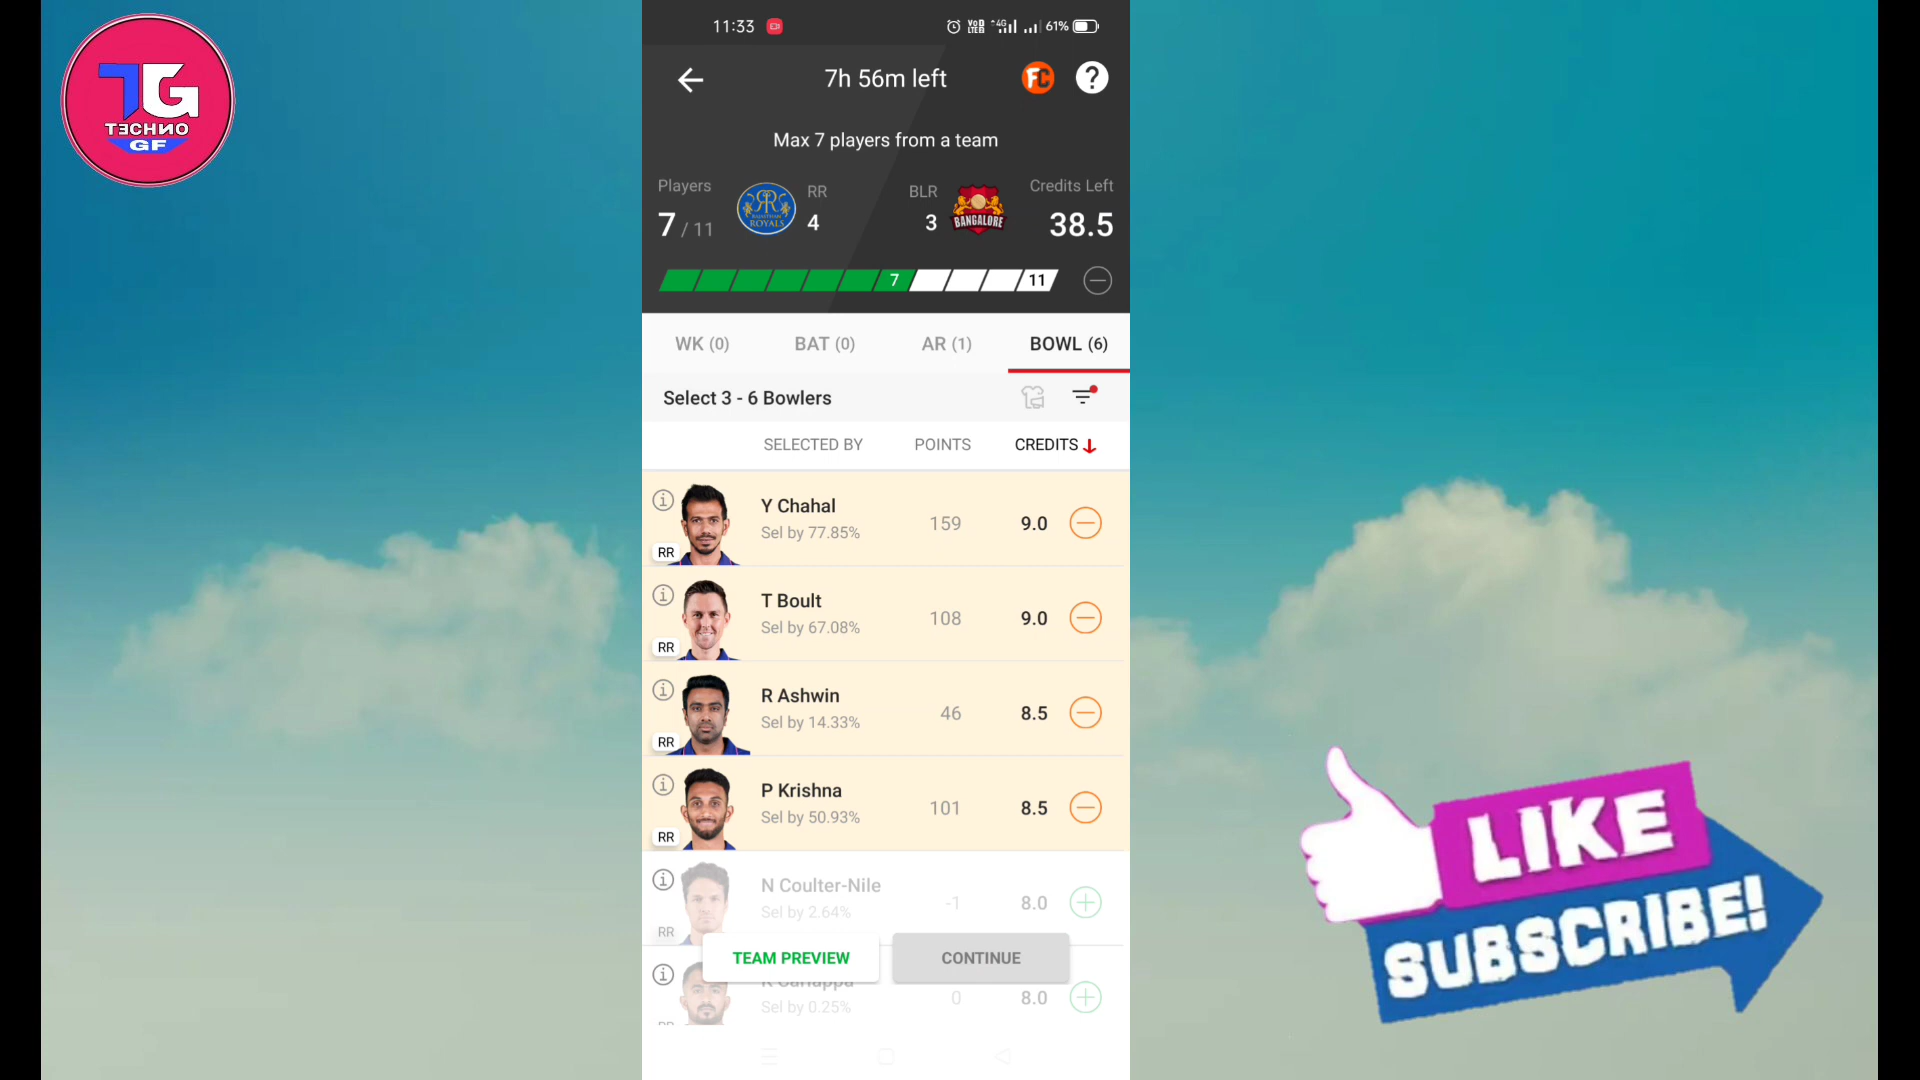 TG
TECHNO
GF
11:33
VoD LTE 4G 61%
7h 56m left
FC
?
Max 7 players from a team
Players
7 / 11
RR
4
RAJASTHAN
ROYALS
BLR
3
BANGALORE
Credits Left
38.5
7
11
WK (0)
BAT (0)
AR (1)
BOWL (6)
Select 3 - 6 Bowlers
SELECTED BY
POINTS
CREDITS
RR
Y Chahal
Sel by 77.85%
159
9.0
RR
T Boult
Sel by 67.08%
108
9.0
RR
R Ashwin
Sel by 14.33%
46
8.5
RR
P Krishna
Sel by 50.93%
101
8.5
RR
N Coulter-Nile
Sel by 2.64%
-1
8.0
TEAM PREVIEW
CONTINUE
Sel by 0.25%
0
8.0
LIKE
SUBSCRIBE!